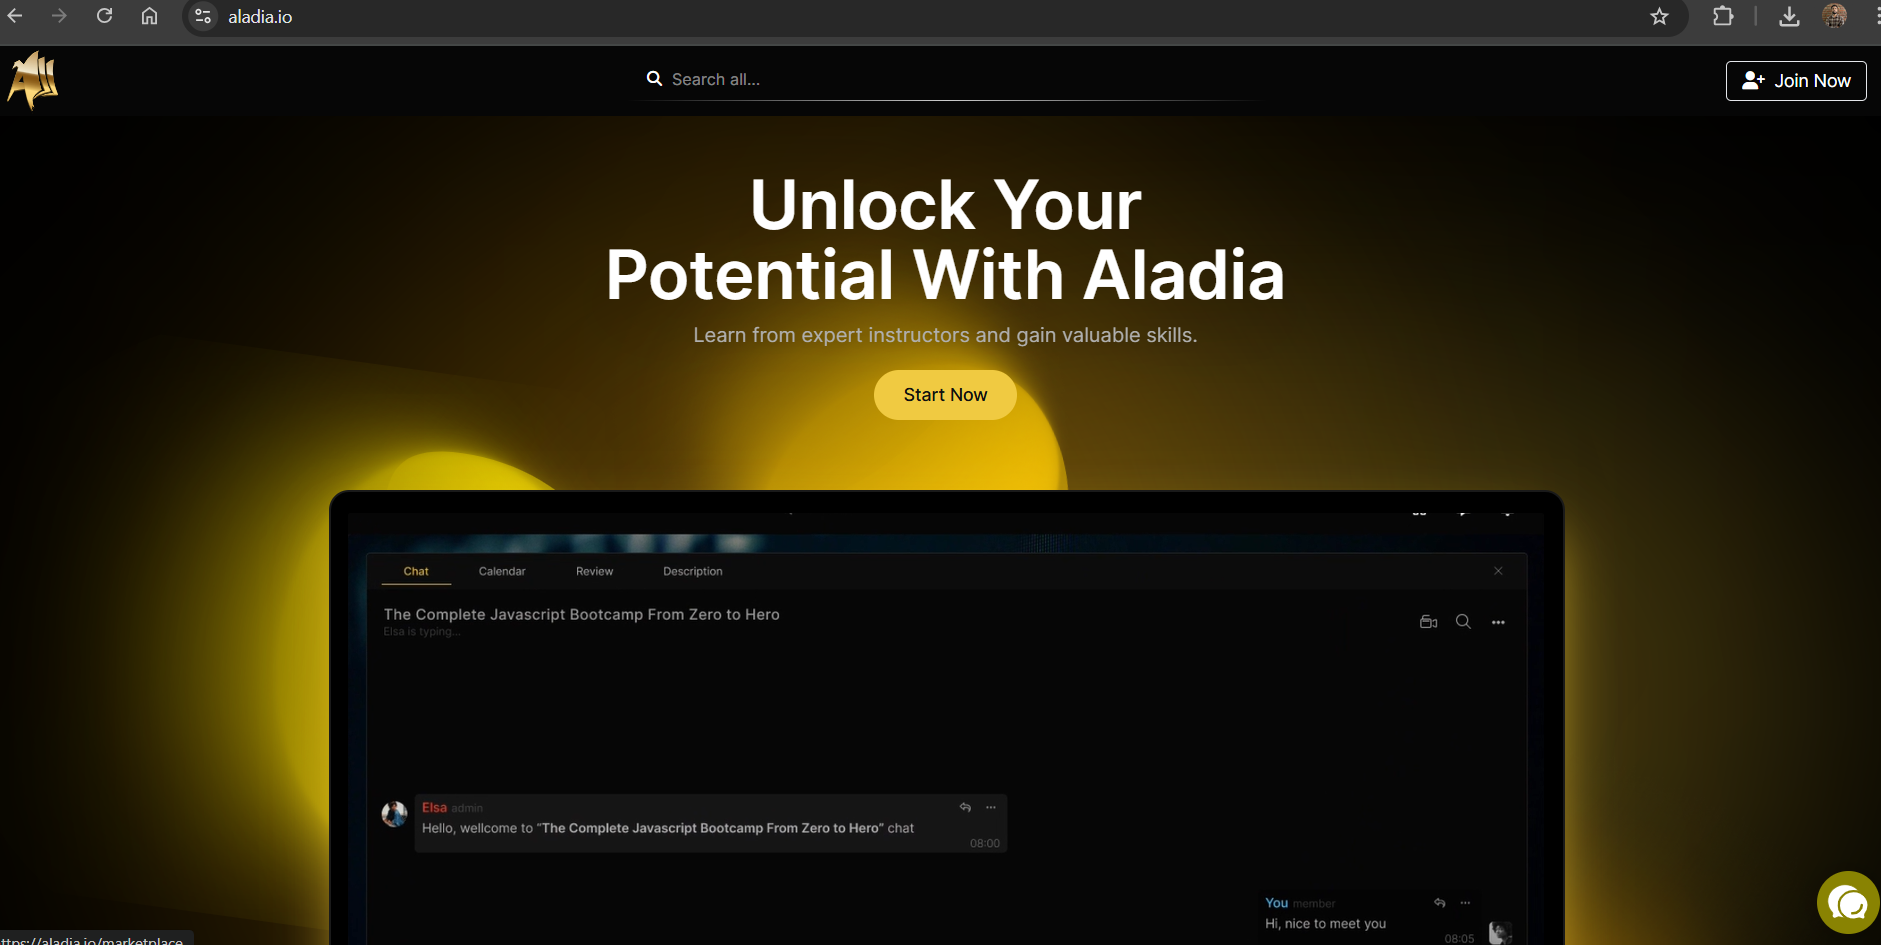 aladia.io
Search all...
Join Now
Unlock Your
Potential With Aladia
Learn from expert instructors and gain valuable skills.
Start Now
Chat Calendar Review Description
The Complete Javascript Bootcamp From Zero to Hero
Elsa is typing...
Elsa admin
Hello, wellcome to “The Complete Javascript Bootcamp From Zero to Hero” chat
08:00
You member
Hi, nice to meet you
08:05
ttps://aladia.io/marketplace